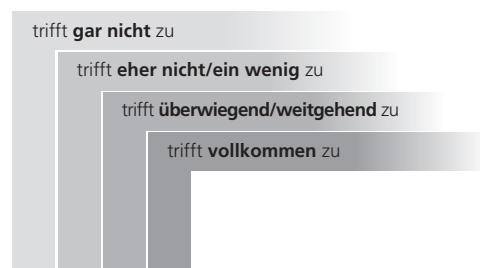 trifft gar nicht zu
trifft eher nicht/ein wenig zu
trifft überwiegend/weitgehend zu
trifft vollkommen zu